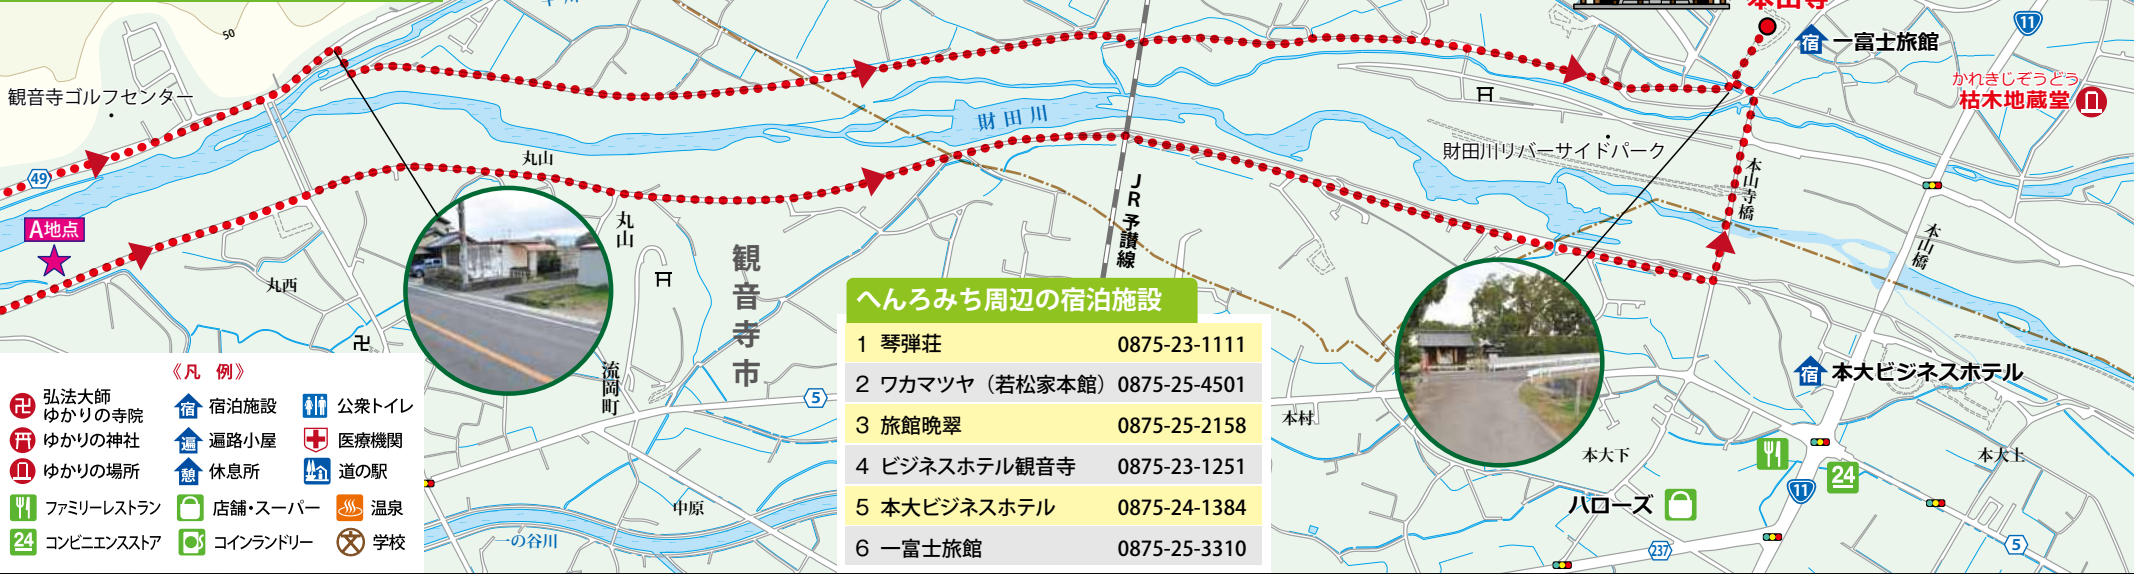 本山寺
11
一富士旅館
50
かれきじぞうどう
枯木地蔵堂
観音寺ゴルフセンター
財田川
財田川リバーサイドパーク
丸山
49
本山寺橋
JR予讃線
A地点
丸山
本山橋
観音寺市
丸西
へんろみち周辺の宿泊施設
1 琴弾荘 0875-23-1111
2 ワカマツヤ（若松家本館） 0875-25-4501
3 旅館晩翠 0875-25-2158
4 ビジネスホテル観音寺 0875-23-1251
5 本大ビジネスホテル 0875-24-1384
6 一富士旅館 0875-25-3310
流岡町
5
本大ビジネスホテル
本村
本大下
本大上
24
11
ハローズ
中原
一の谷川
237
5
《凡 例》
弘法大師
ゆかりの寺院
宿 宿泊施設
公衆トイレ
ゆかりの神社
遍 遍路小屋
医療機関
ゆかりの場所
憩 休息所
道の駅
ファミリーレストラン
店舗・スーパー
温泉
24 コンビニエンスストア
コインランドリー
学校